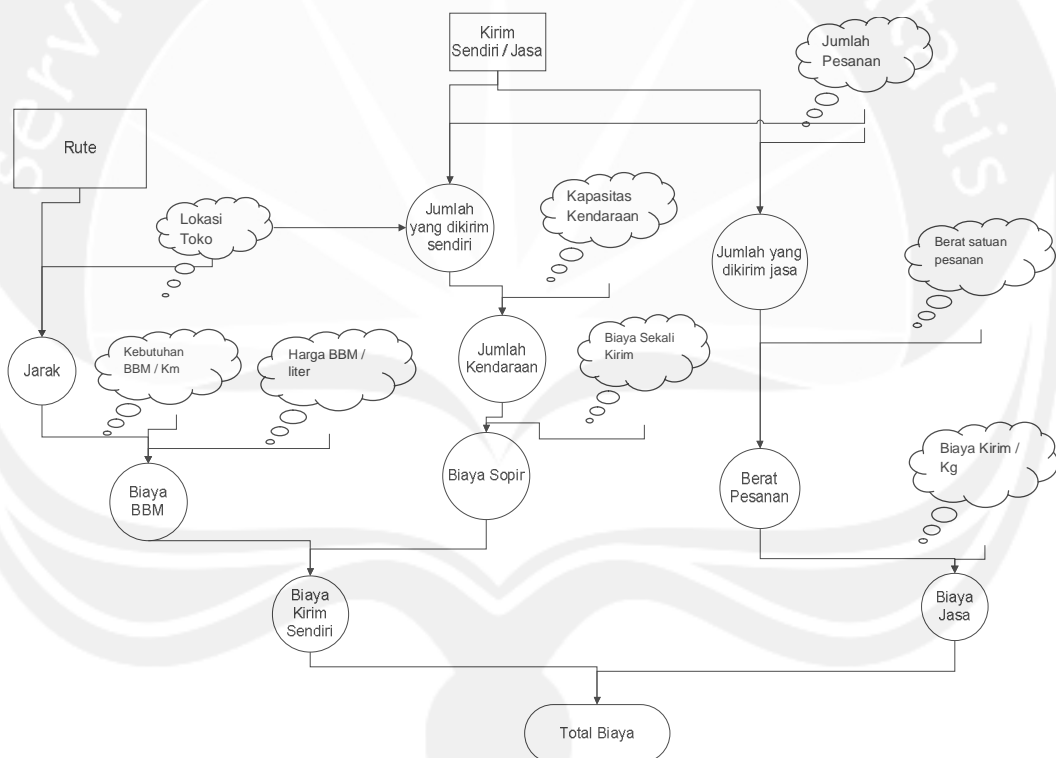 Kirim
Sendiri / Jasa
Jumlah
Pesanan
Rute
Lokasi
Toko
Jumlah
yang dikirim
sendiri
Kapasitas
Kendaraan
Jumlah yang
dikirim jasa
Berat satuan
pesanan
Jarak
Kebutuhan
BBM / Km
Harga BBM /
liter
Jumlah
Kendaraan
Biaya Sekali
Kirim
Biaya
BBM
Biaya Sopir
Berat
Pesanan
Biaya Kirim /
Kg
Biaya
Kirim
Sendiri
Biaya
Jasa
Total Biaya